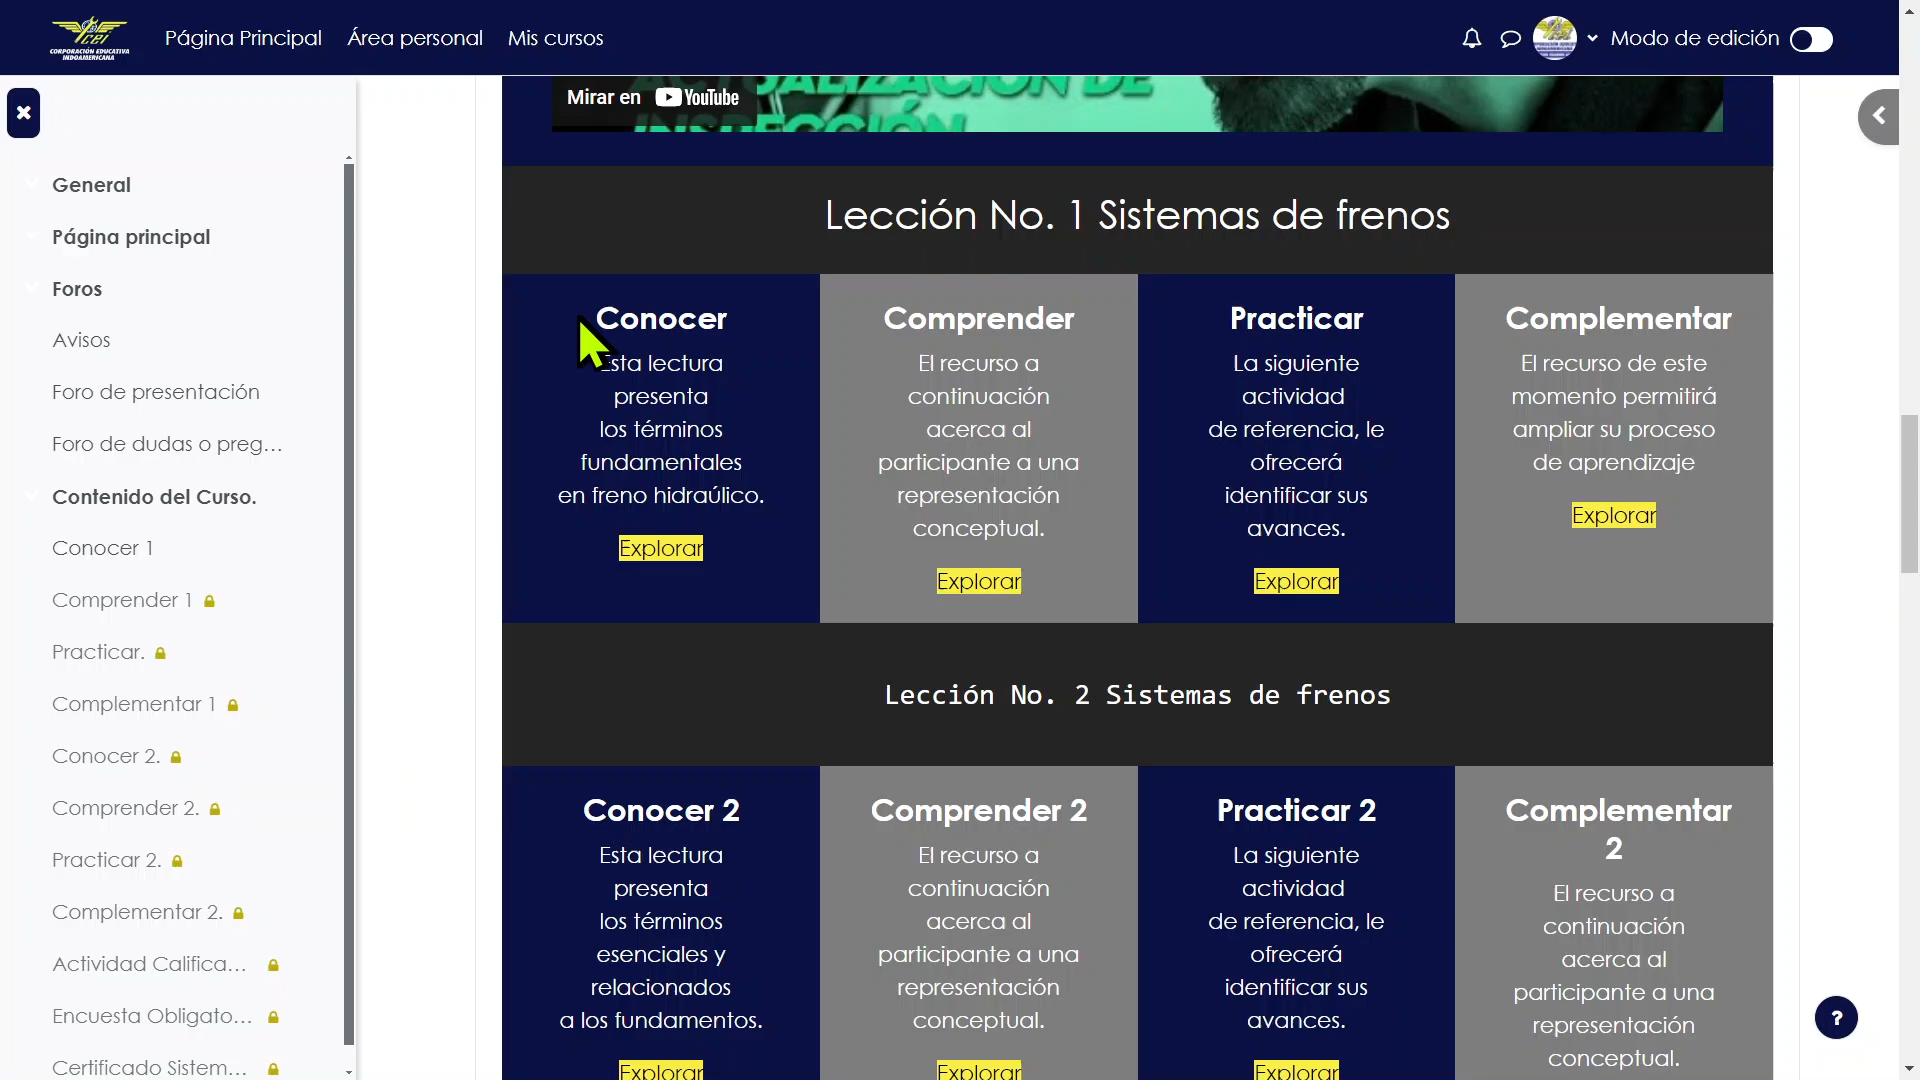 cei
CORPORACIÓN EDUCATIVA
INDOAMERICANA
Página Principal
Área personal
Mis cursos
Modo de edición
General
Página principal
Foros
Avisos
Foro de presentación
Foro de dudas o preg...
Contenido del Curso.
Conocer 1
Comprender 1
Practicar.
Complementar 1
Conocer 2.
Comprender 2.
Practicar 2.
Complementar 2.
Actividad Califica...
Encuesta Obligato...
Certificado Sistem...
ACTUALIZACIÓN DE
Mirar en YouTube
INSPECCIÓN
Lección No. 1 Sistemas de frenos
Conocer
Esta lectura
presenta
los términos
fundamentales
en freno hidraúlico.
Explorar
Comprender
El recurso a
continuación
acerca al
participante a una
representación
conceptual.
Explorar
Practicar
La siguiente
actividad
de referencia, le
ofrecerá
identificar sus
avances.
Explorar
Complementar
El recurso de este
momento permitirá
ampliar su proceso
de aprendizaje
Explorar
Lección No. 2 Sistemas de frenos
Conocer 2
Esta lectura
presenta
los términos
esenciales y
relacionados
a los fundamentos.
Explorar
Comprender 2
El recurso a
continuación
acerca al
participante a una
representación
conceptual.
Explorar
Practicar 2
La siguiente
actividad
de referencia, le
ofrecerá
identificar sus
avances.
Explorar
Complementar
2
El recurso a
continuación
acerca al
participante a una
representación
conceptual.
?